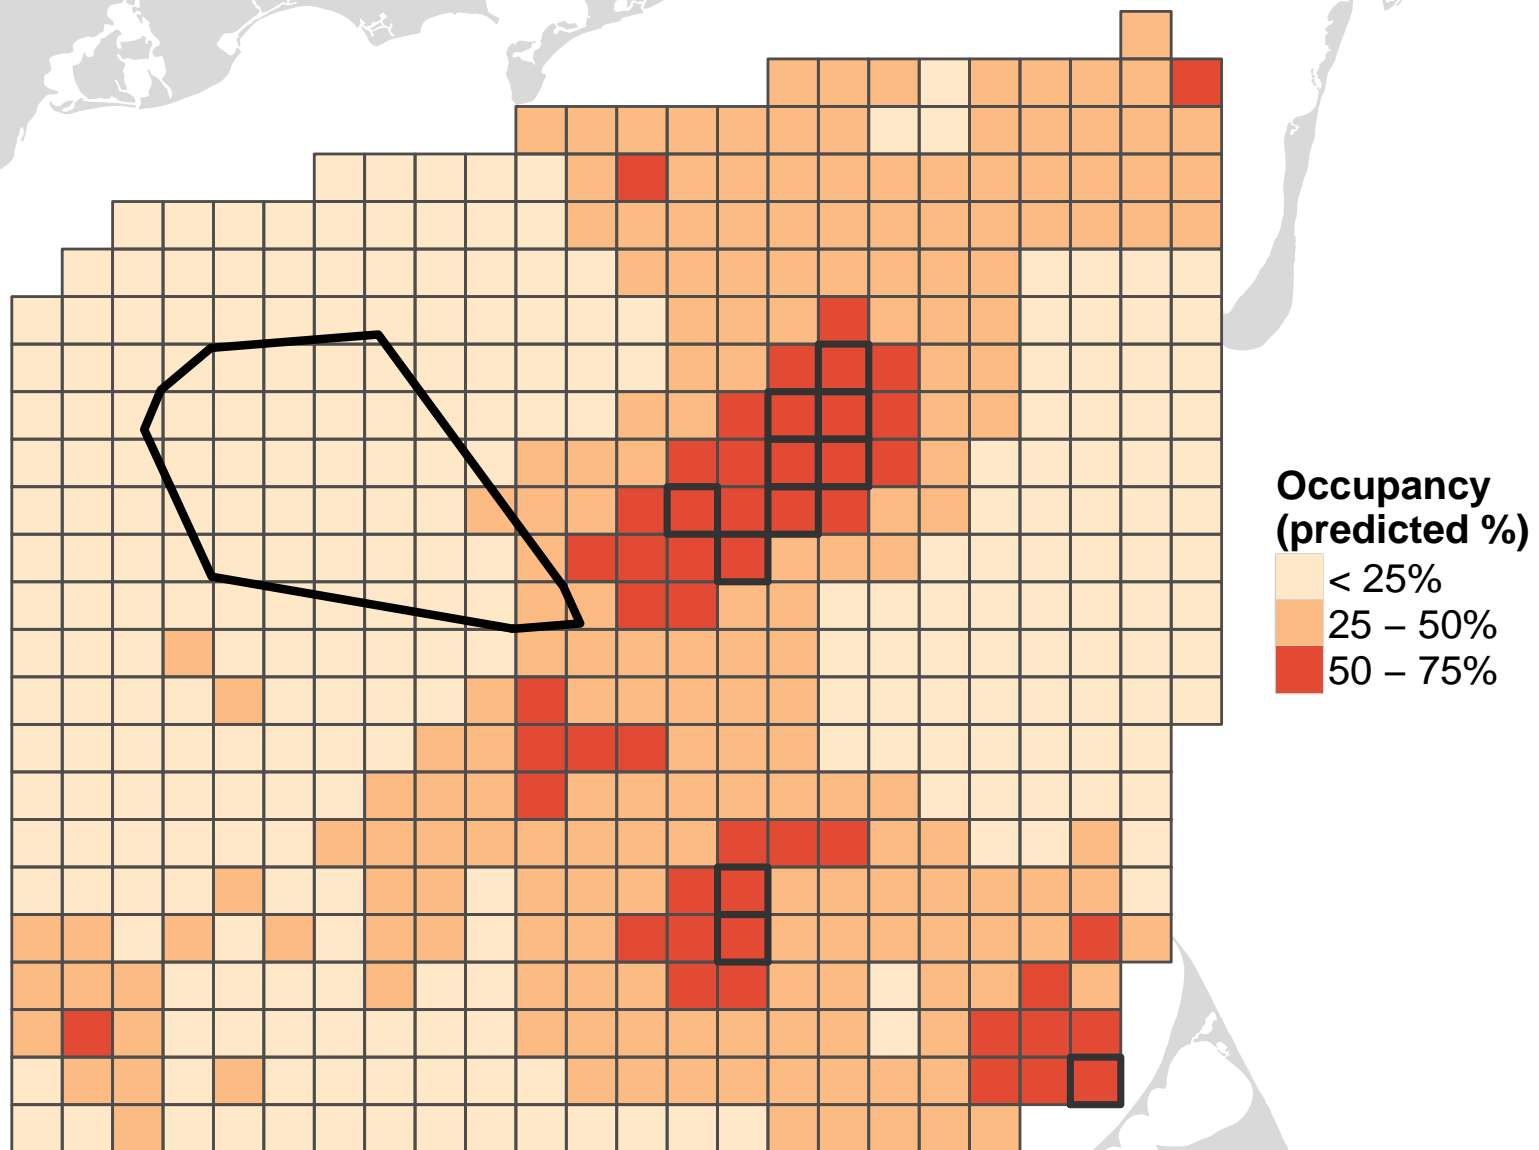 Occupancy
(predicted %)
< 25%
25 – 50%
50 – 75%